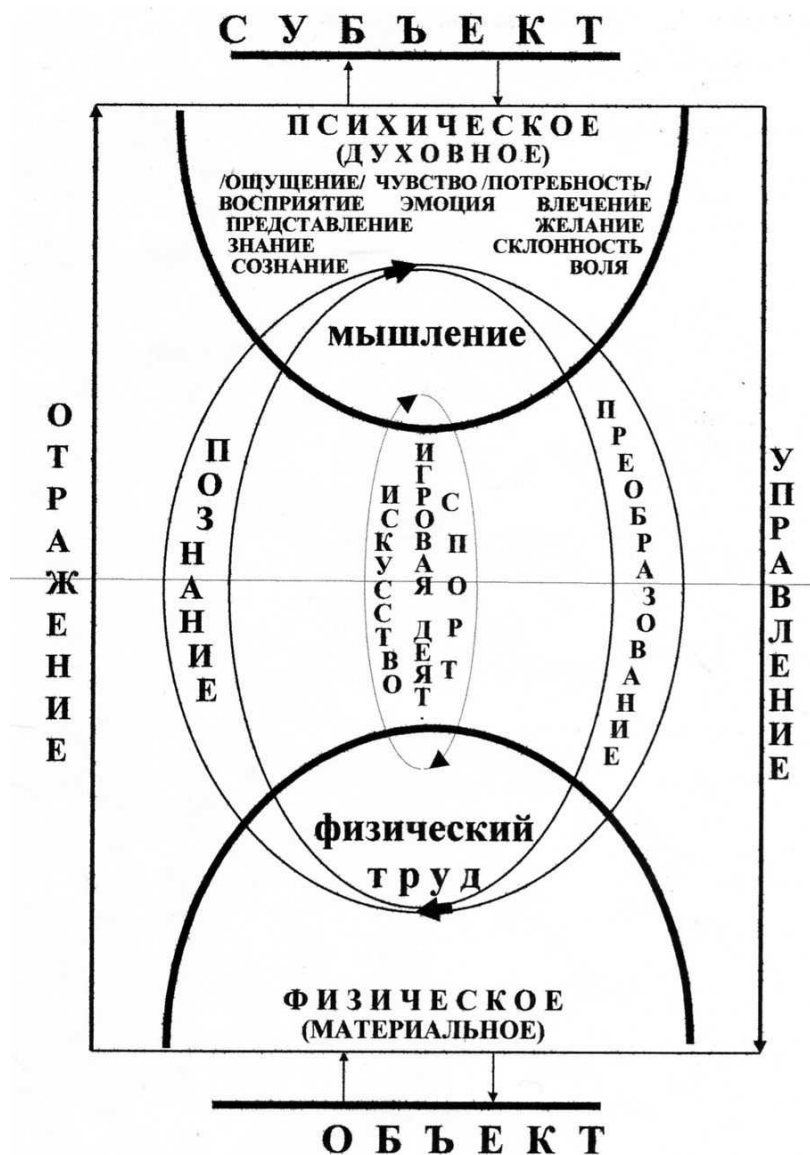 СУБЪЕКТ
ПСИХИЧЕСКОЕ
(ДУХОВНОЕ)
/ОЩУЩЕНИЕ/ ЧУВСТВО /ПОТРЕБНОСТЬ/
ВОСПРИЯТИЕ ЭМОЦИЯ ВЛЕЧЕНИЕ
ПРЕДСТАВЛЕНИЕ ЖЕЛАНИЕ
ЗНАНИЕ СКЛОННОСТЬ
СОЗНАНИЕ ВОЛЯ
мышление
ОТРАЖЕНИЕ
ПОЗНАНИЕ
ИСКУССТВО
ИГРОВАЯ ДЕЯТ.
СПОРТ
ПРЕОБРАЗОВАНИЕ
УПРАВЛЕНИЕ
физический
труд
ФИЗИЧЕСКОЕ
(МАТЕРИАЛЬНОЕ)
ОБЪЕКТ